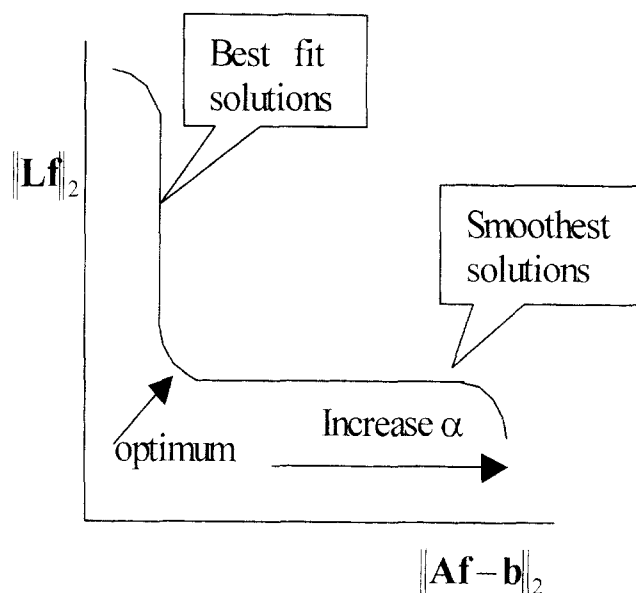 Best fit
solutions
‖Lf‖₂
Smoothest
solutions
Increase α
optimum
‖Af – b‖₂